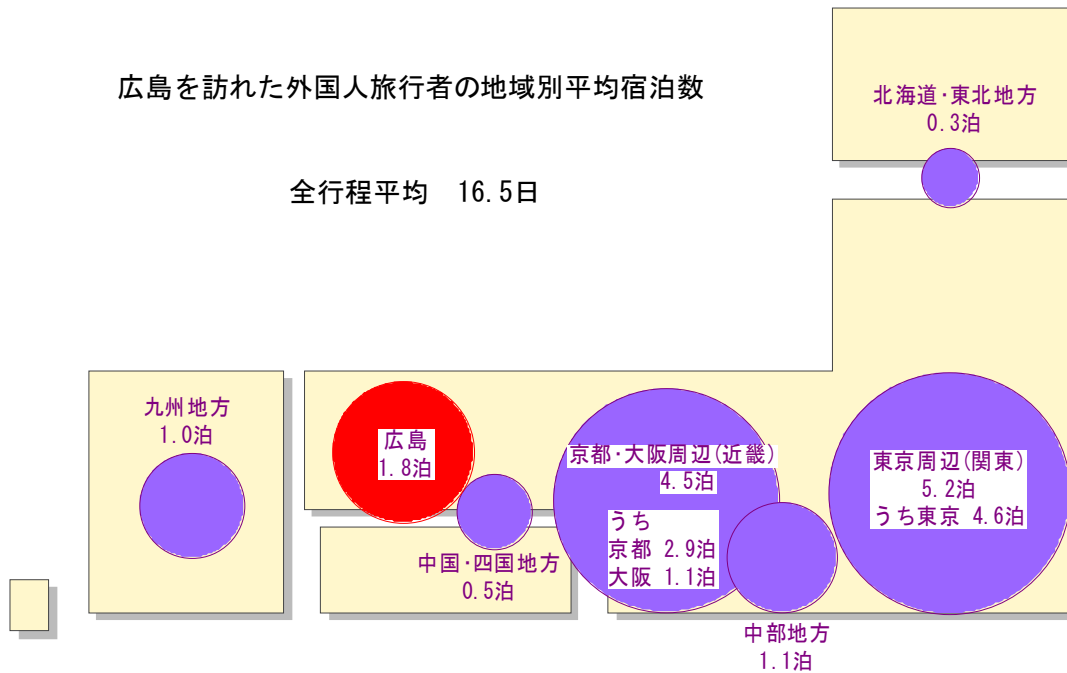 広島を訪れた外国人旅行者の地域別平均宿泊数
全行程平均　16.5日
北海道・東北地方
0.3泊
九州地方
1.0泊
広島
1.8泊
中国・四国地方
0.5泊
京都・大阪周辺(近畿)
4.5泊
うち
京都 2.9泊
大阪 1.1泊
中部地方
1.1泊
東京周辺(関東)
5.2泊
うち東京 4.6泊